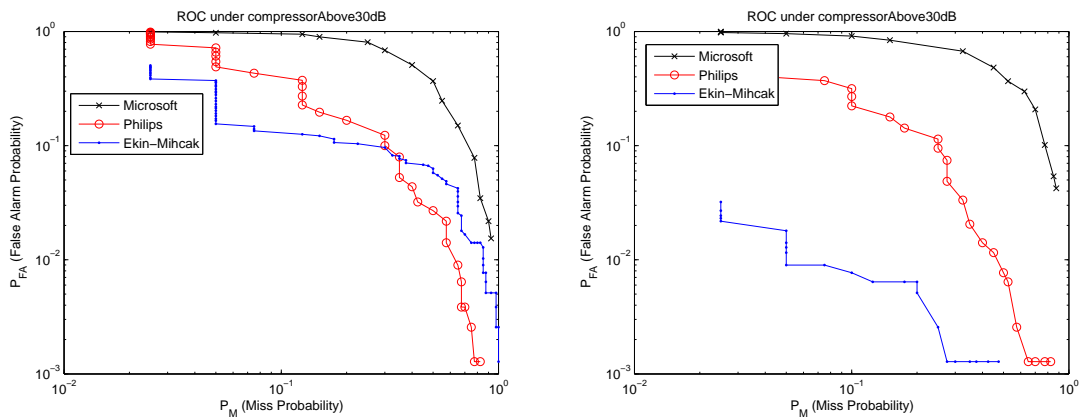 ROC under compressorAbove30dB
10^0
10^-1
10^-2
10^-3
P_FA (False Alarm Probability)
Microsoft
Philips
Ekin−Mihcak
10^-2
10^-1
10^0
P_M (Miss Probability)
ROC under compressorAbove30dB
10^0
10^-1
10^-2
10^-3
P_FA (False Alarm Probability)
Microsoft
Philips
Ekin−Mihcak
10^-2
10^-1
10^0
P_M (Miss Probability)